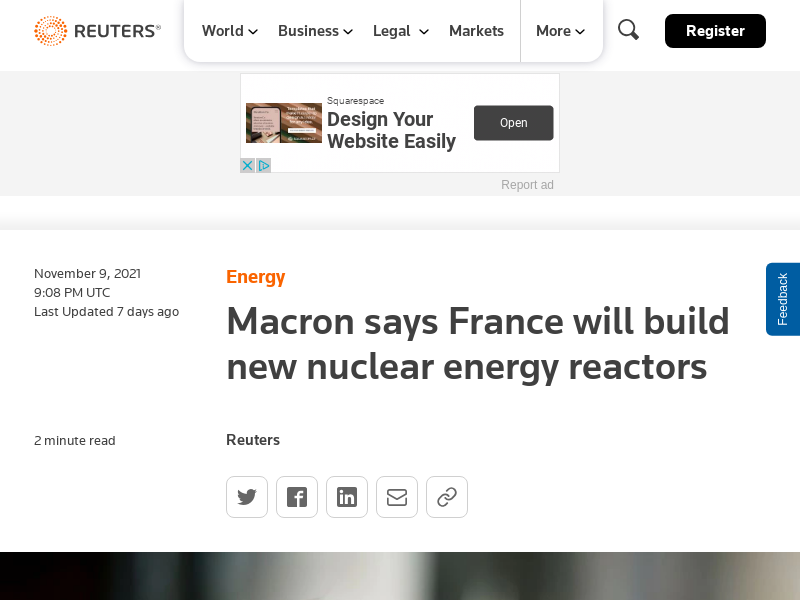 REUTERS®
World
Business
Legal
Markets
More
Register
Squarespace
Design Your
Website Easily
Open
Report ad
November 9, 2021
9:08 PM UTC
Last Updated 7 days ago
Energy
Macron says France will build
new nuclear energy reactors
Feedback
2 minute read
Reuters